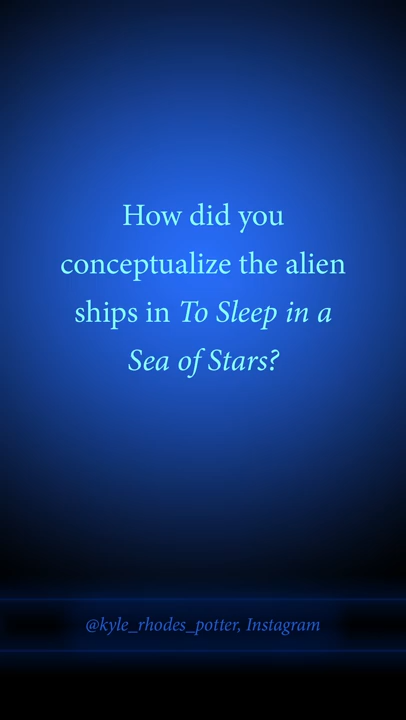 How did you
conceptualize the alien
ships in To Sleep in a
Sea of Stars?
@kyle_rhodes_potter, Instagram